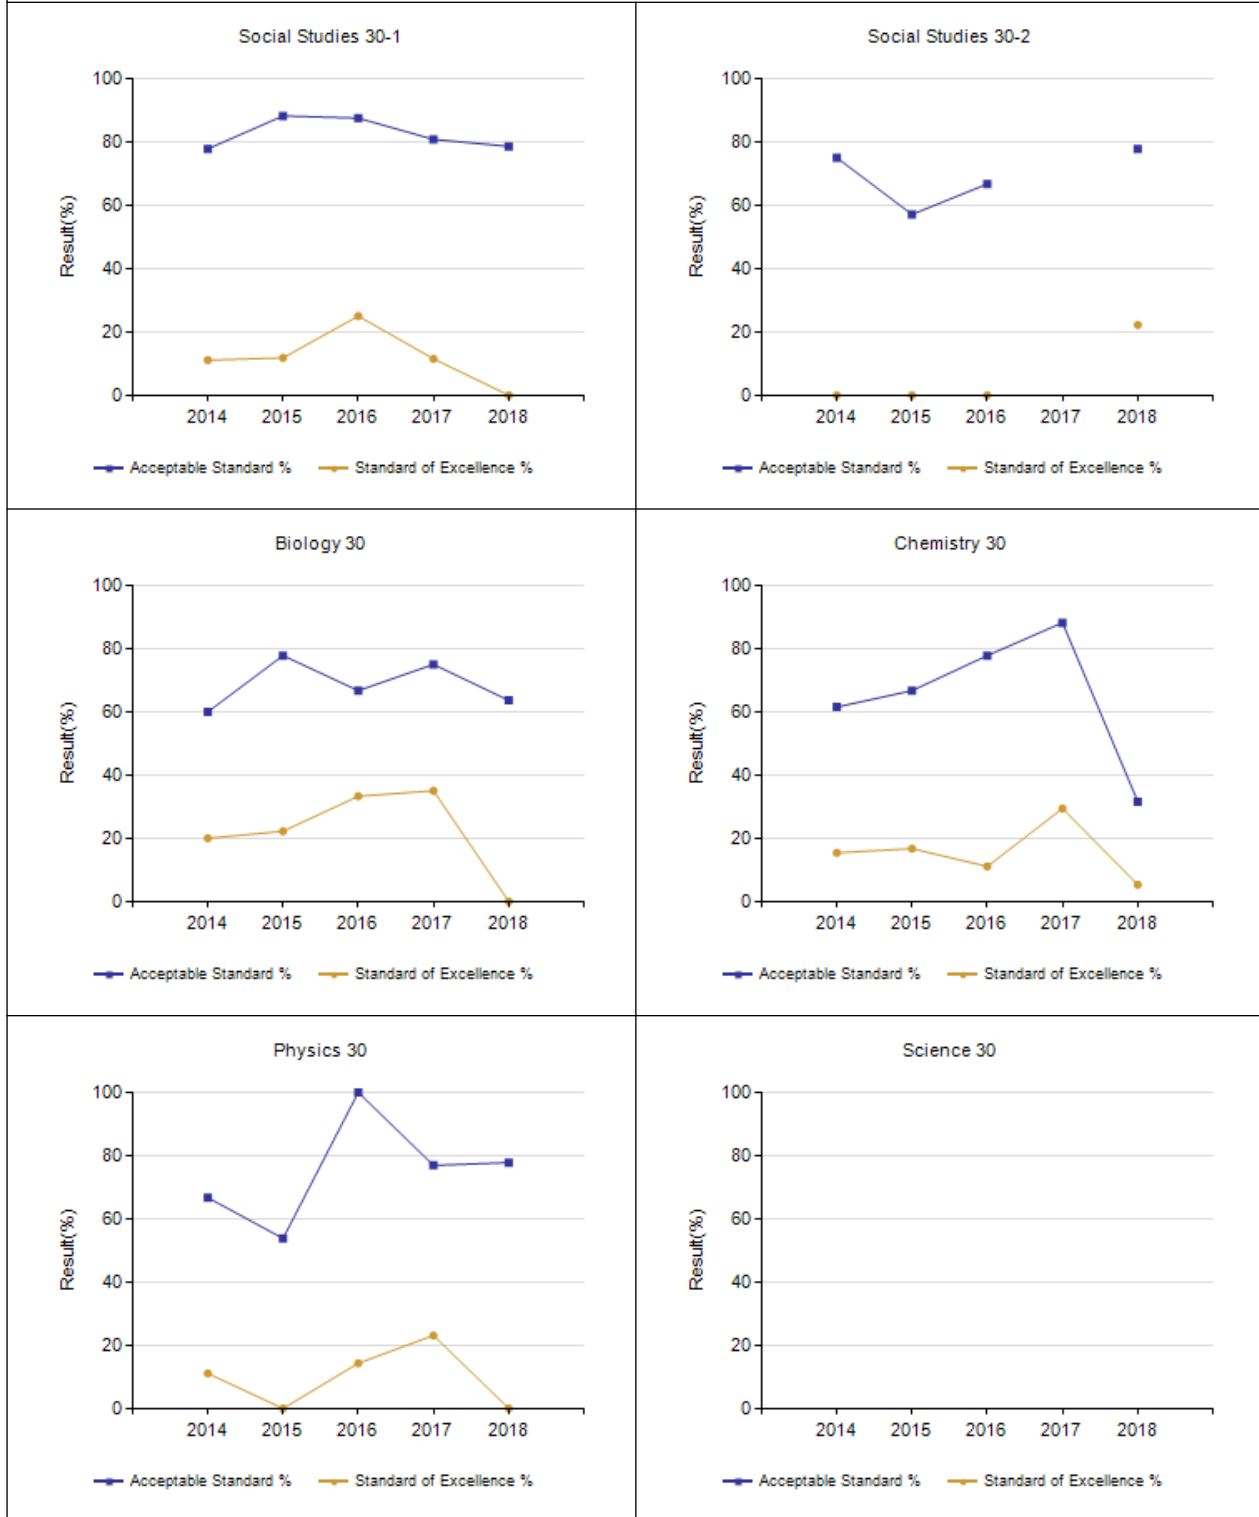 Social Studies 30-1
100
80
60
40
20
0
Result(%)
2014 2015 2016 2017 2018
Acceptable Standard % Standard of Excellence %
Social Studies 30-2
100
80
60
40
20
0
Result(%)
2014 2015 2016 2017 2018
Acceptable Standard % Standard of Excellence %
Biology 30
100
80
60
40
20
0
Result(%)
2014 2015 2016 2017 2018
Acceptable Standard % Standard of Excellence %
Chemistry 30
100
80
60
40
20
0
Result(%)
2014 2015 2016 2017 2018
Acceptable Standard % Standard of Excellence %
Physics 30
100
80
60
40
20
0
Result(%)
2014 2015 2016 2017 2018
Acceptable Standard % Standard of Excellence %
Science 30
100
80
60
40
20
0
Result(%)
2014 2015 2016 2017 2018
Acceptable Standard % Standard of Excellence %